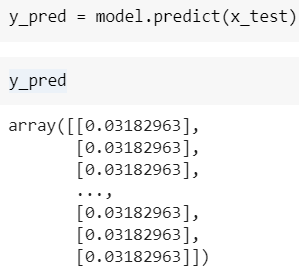 y_pred = model.predict(x_test)
y_pred
array([[0.03182963],
       [0.03182963],
       [0.03182963],
       ...,
       [0.03182963],
       [0.03182963],
       [0.03182963]])